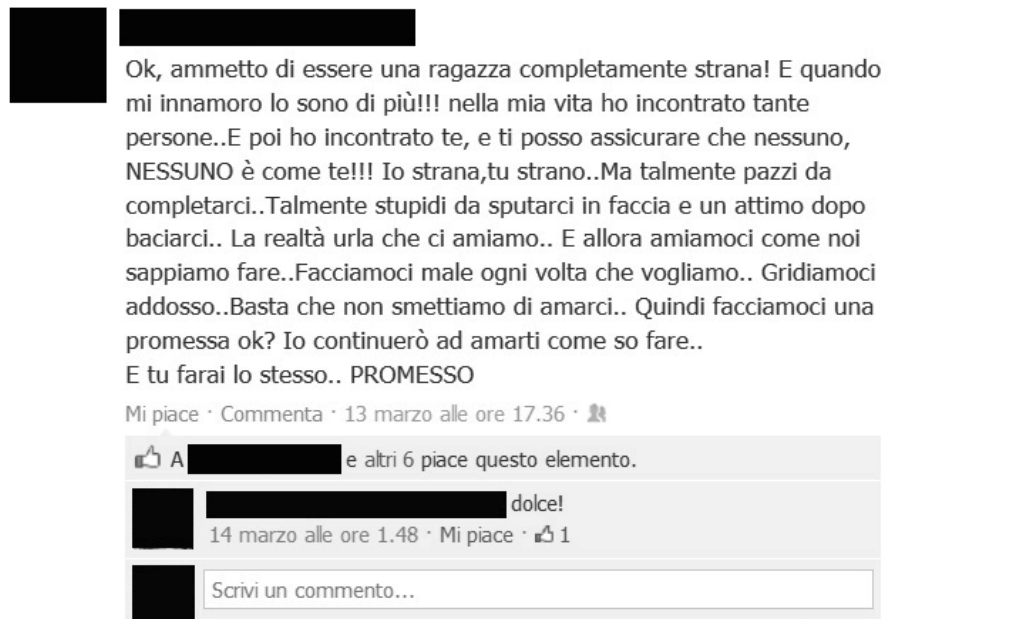 Ok, ammetto di essere una ragazza completamente strana! E quando
mi innamoro lo sono di più!!! nella mia vita ho incontrato tante
persone..E poi ho incontrato te, e ti posso assicurare che nessuno,
NESSUNO è come te!!! Io strana,tu strano..Ma talmente pazzi da
completarci..Talmente stupidi da sputarci in faccia e un attimo dopo
baciarci.. La realtà urla che ci amiamo.. E allora amiamoci come noi
sappiamo fare..Facciamoci male ogni volta che vogliamo.. Gridiamoci
addosso..Basta che non smettiamo di amarci.. Quindi facciamoci una
promessa ok? Io continuerò ad amarti come so fare..
E tu farai lo stesso.. PROMESSO
Mi piace · Commenta · 13 marzo alle ore 17.36 ·
A e altri 6 piace questo elemento.
dolce!
14 marzo alle ore 1.48 · Mi piace · 1
Scrivi un commento...